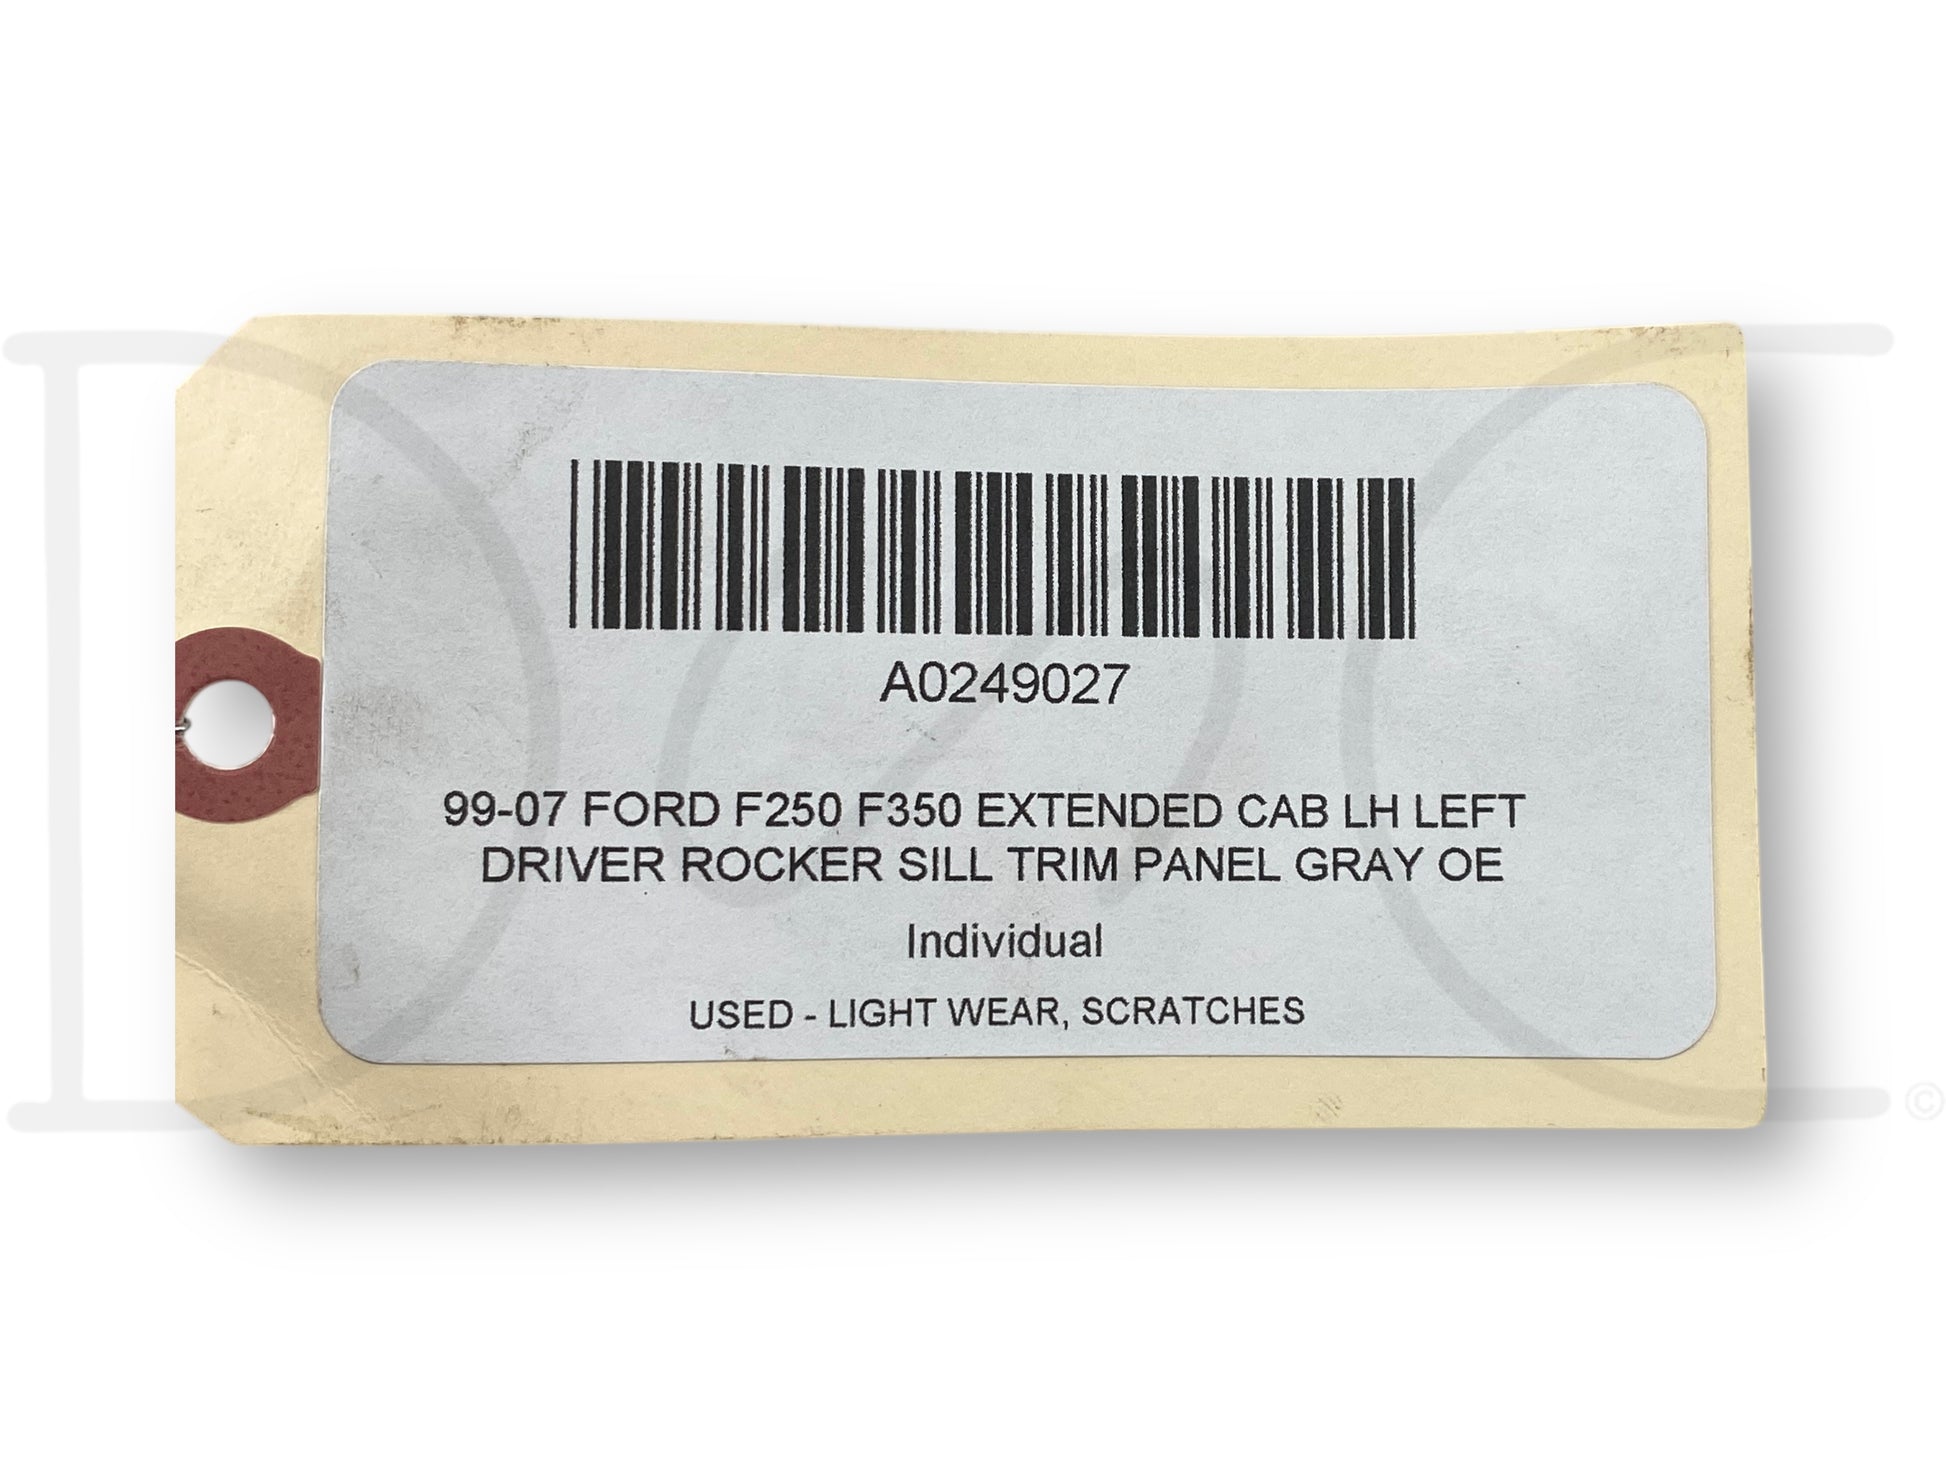 A0249027
99-07 FORD F250 F350 EXTENDED CAB LH LEFT
DRIVER ROCKER SILL TRIM PANEL GRAY OE
Individual
USED - LIGHT WEAR, SCRATCHES
©